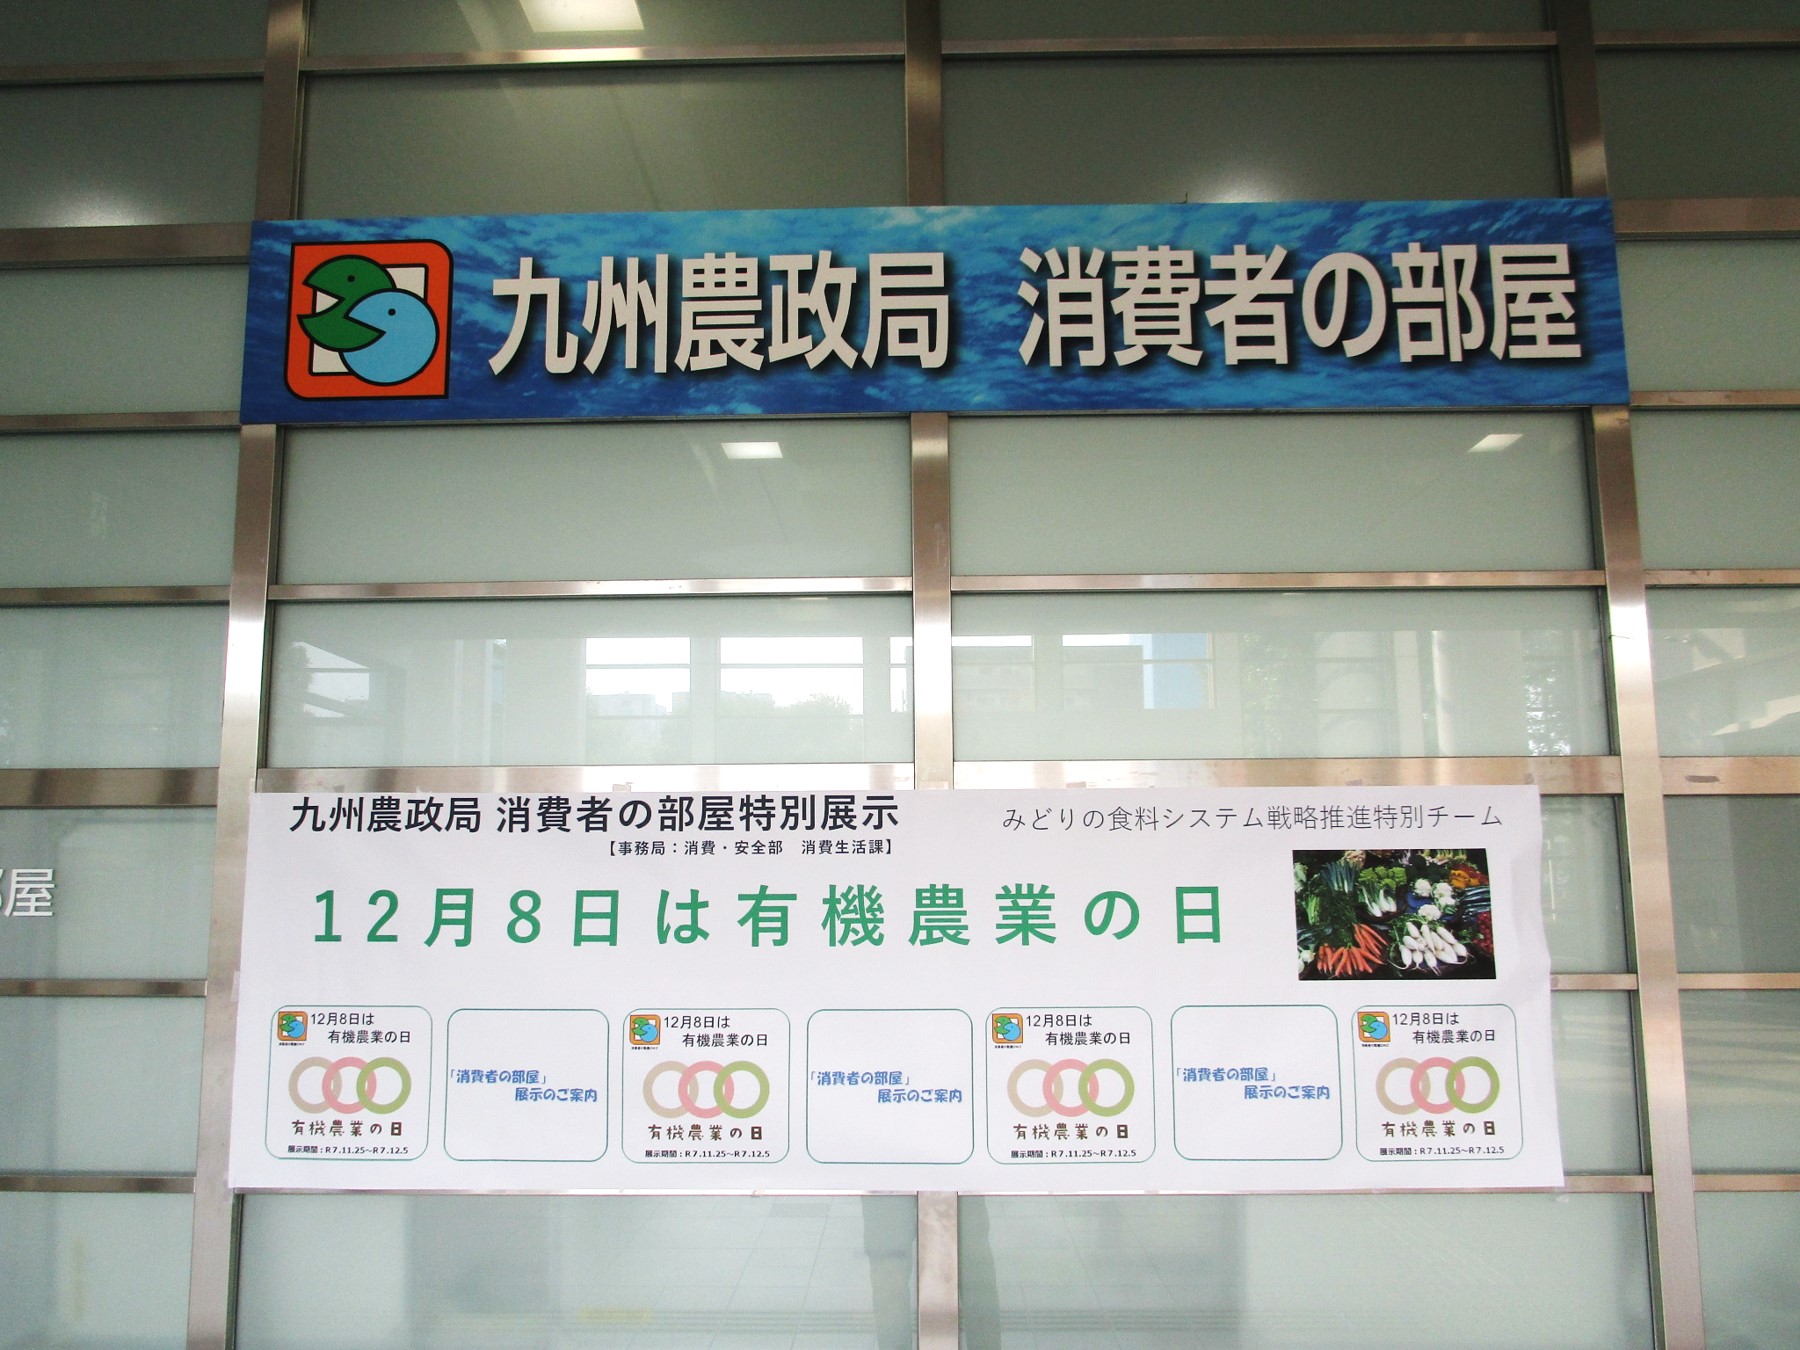 九州農政局 消費者の部屋
部屋
九州農政局 消費者の部屋特別展示
みどりの食料システム戦略推進特別チーム
【事務局：消費・安全部　消費生活課】
12月8日は有機農業の日
12月8日は
有機農業の日
有機農業の日
展示期間：R7.11.25～R7.12.5
「消費者の部屋」
展示のご案内
12月8日は
有機農業の日
有機農業の日
展示期間：R7.11.25～R7.12.5
「消費者の部屋」
展示のご案内
12月8日は
有機農業の日
有機農業の日
展示期間：R7.11.25～R7.12.5
「消費者の部屋」
展示のご案内
12月8日は
有機農業の日
有機農業の日
展示期間：R7.11.25～R7.12.5